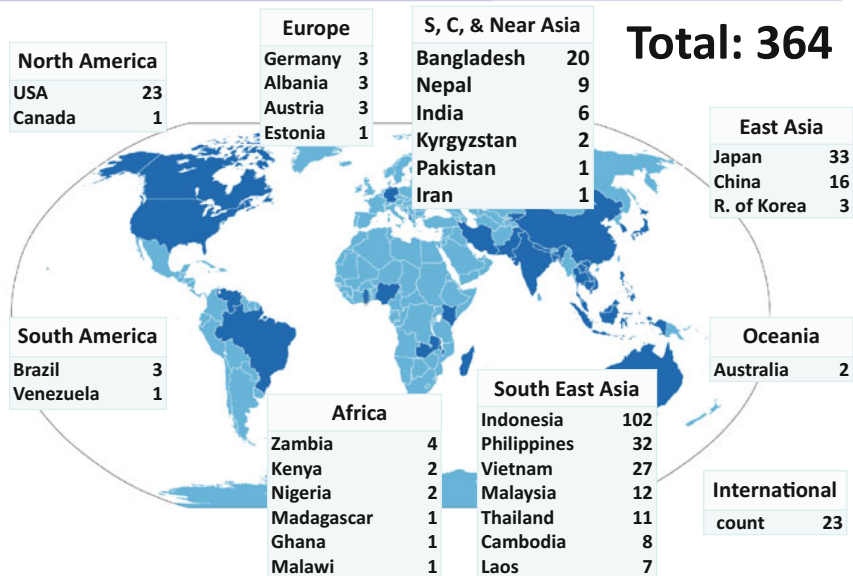 Total: 364
North America
USA 23
Canada 1
Europe
Germany 3
Albania 3
Austria 3
Estonia 1
S, C, & Near Asia
Bangladesh 20
Nepal 9
India 6
Kyrgyzstan 2
Pakistan 1
Iran 1
East Asia
Japan 33
China 16
R. of Korea 3
South America
Brazil 3
Venezuela 1
Africa
Zambia 4
Kenya 2
Nigeria 2
Madagascar 1
Ghana 1
Malawi 1
South East Asia
Indonesia 102
Philippines 32
Vietnam 27
Malaysia 12
Thailand 11
Cambodia 8
Laos 7
Oceania
Australia 2
International
count 23